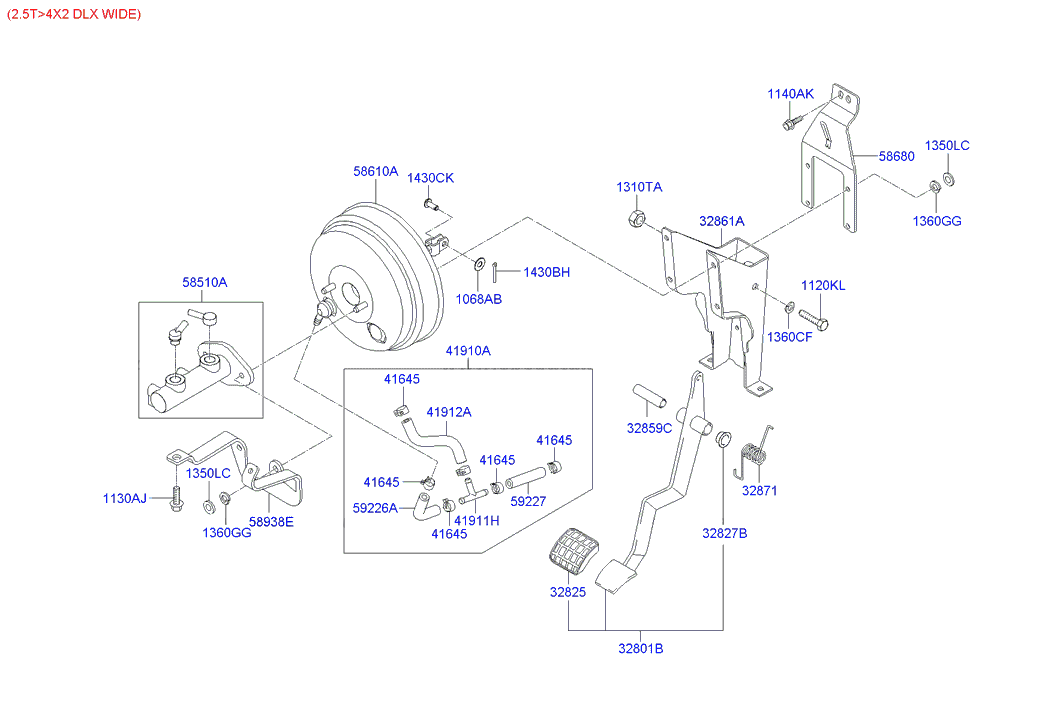 (2.5T>4X2 DLX WIDE)
1140AK
58680
1350LC
58610A
1430CK
1310TA
32861A
1360GG
1430BH
58510A
1068AB
1120KL
1360CF
41910A
41645
41912A
32859C
41645
41645
1350LC
41645
32871
1130AJ
59226A
59227
58938E
41911H
1360GG
41645
32827B
32825
32801B